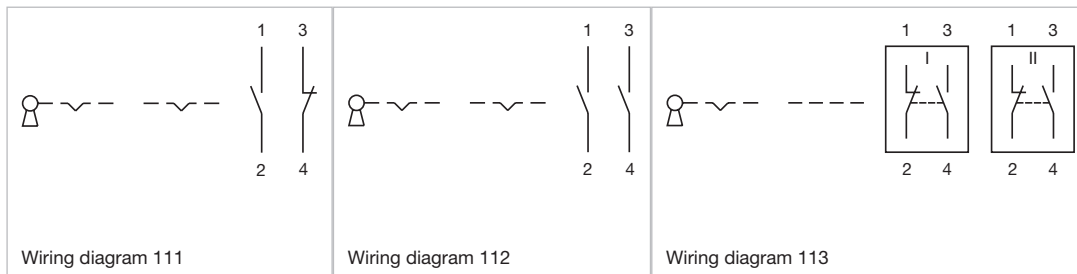 1 3
2 4
Wiring diagram 111
1 3
2 4
Wiring diagram 112
1 3 1 3
I II
2 4 2 4
Wiring diagram 113